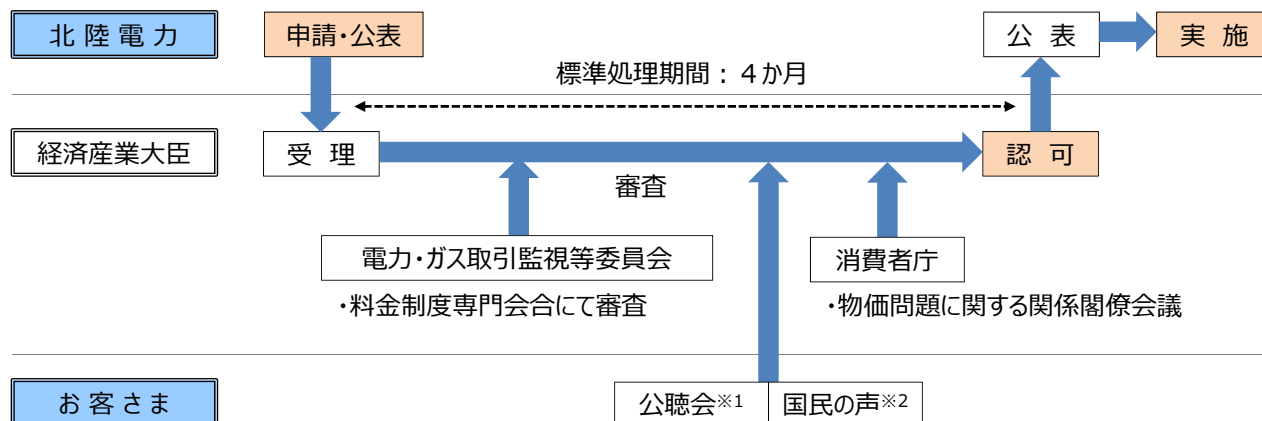 北陸電力
申請・公表
公表
実施
標準処理期間：４か月
経済産業大臣
受理
認可
審査
電力・ガス取引監視等委員会
消費者庁
・料金制度専門会合にて審査
・物価問題に関する関係閣僚会議
お客さま
公聴会※1
国民の声※2